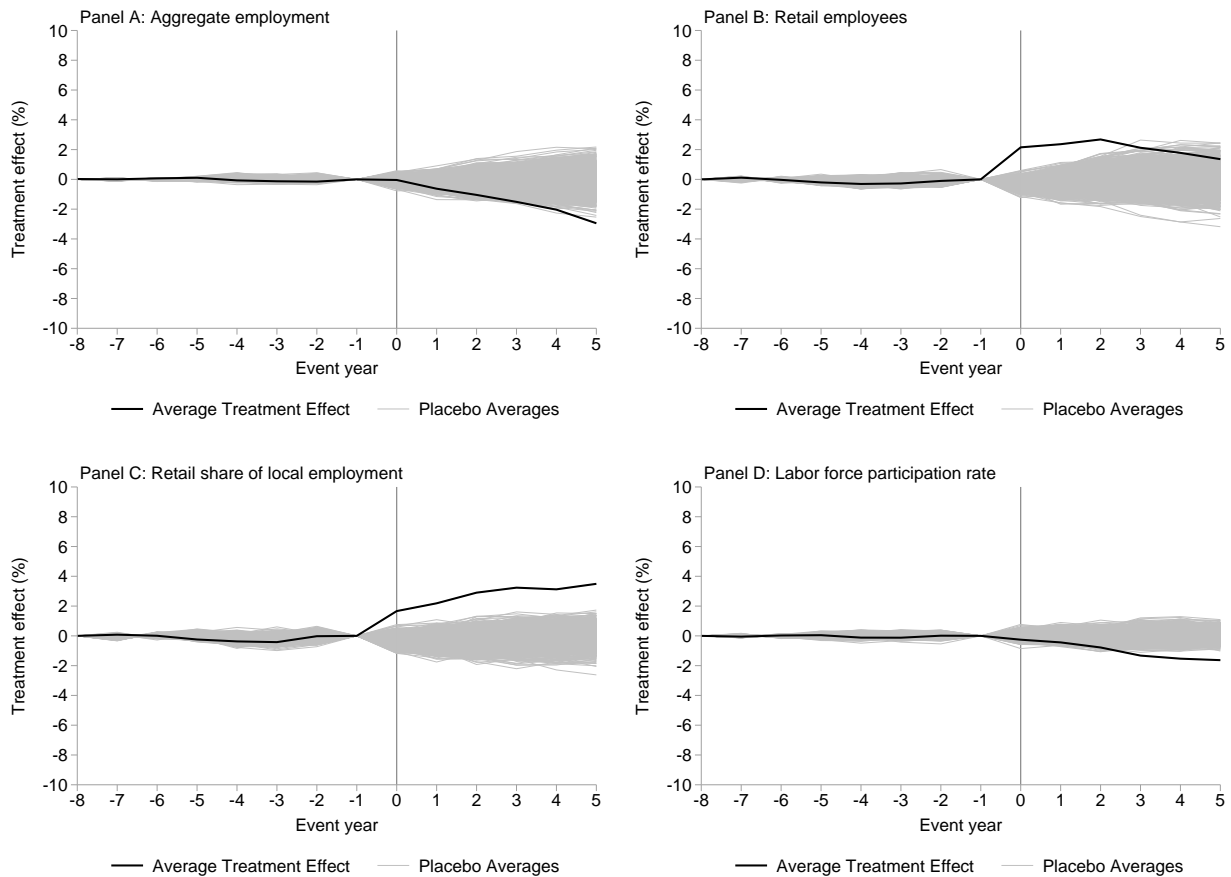 Panel A: Aggregate employment
10
8
6
4
2
0
-2
-4
-6
-8
-10
Treatment effect (%)
-8 -7 -6 -5 -4 -3 -2 -1 0 1 2 3 4 5
Event year
Average Treatment Effect Placebo Averages
Panel B: Retail employees
10
8
6
4
2
0
-2
-4
-6
-8
-10
Treatment effect (%)
-8 -7 -6 -5 -4 -3 -2 -1 0 1 2 3 4 5
Event year
Average Treatment Effect Placebo Averages
Panel C: Retail share of local employment
10
8
6
4
2
0
-2
-4
-6
-8
-10
Treatment effect (%)
-8 -7 -6 -5 -4 -3 -2 -1 0 1 2 3 4 5
Event year
Average Treatment Effect Placebo Averages
Panel D: Labor force participation rate
10
8
6
4
2
0
-2
-4
-6
-8
-10
Treatment effect (%)
-8 -7 -6 -5 -4 -3 -2 -1 0 1 2 3 4 5
Event year
Average Treatment Effect Placebo Averages